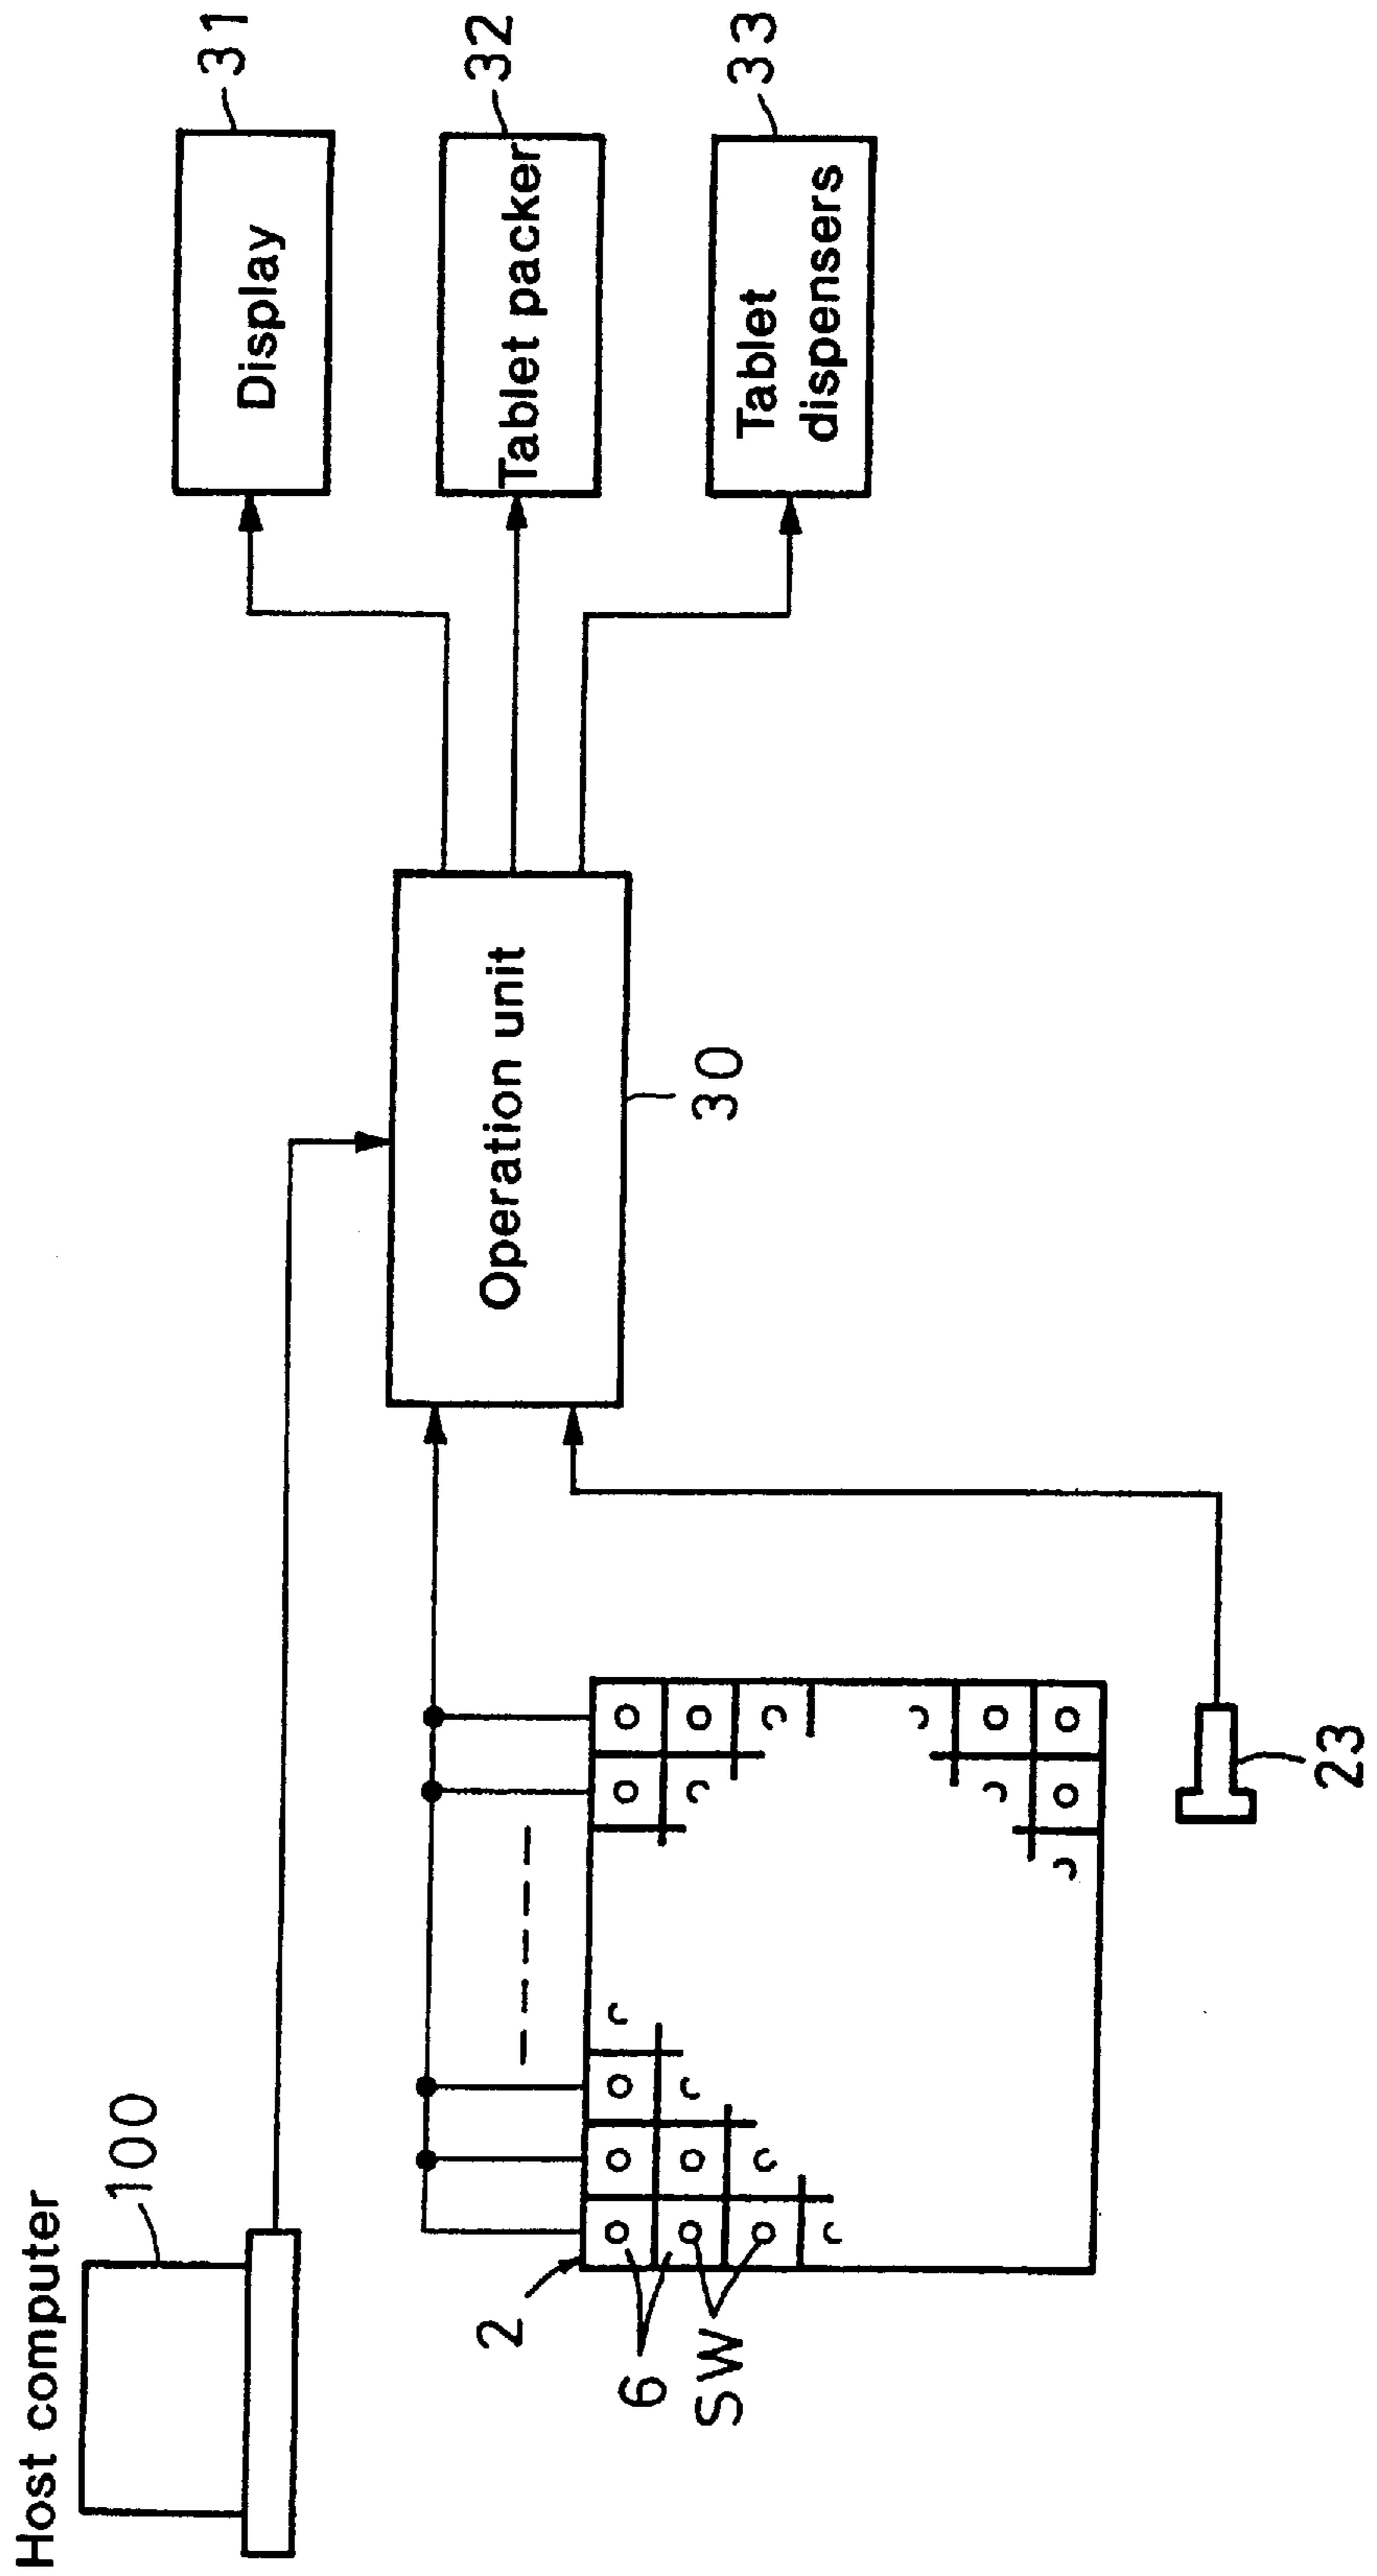 Host computer
100
2
6
SW
23
Operation unit
30
Display
31
Tablet packer
32
Tablet
dispensers
33